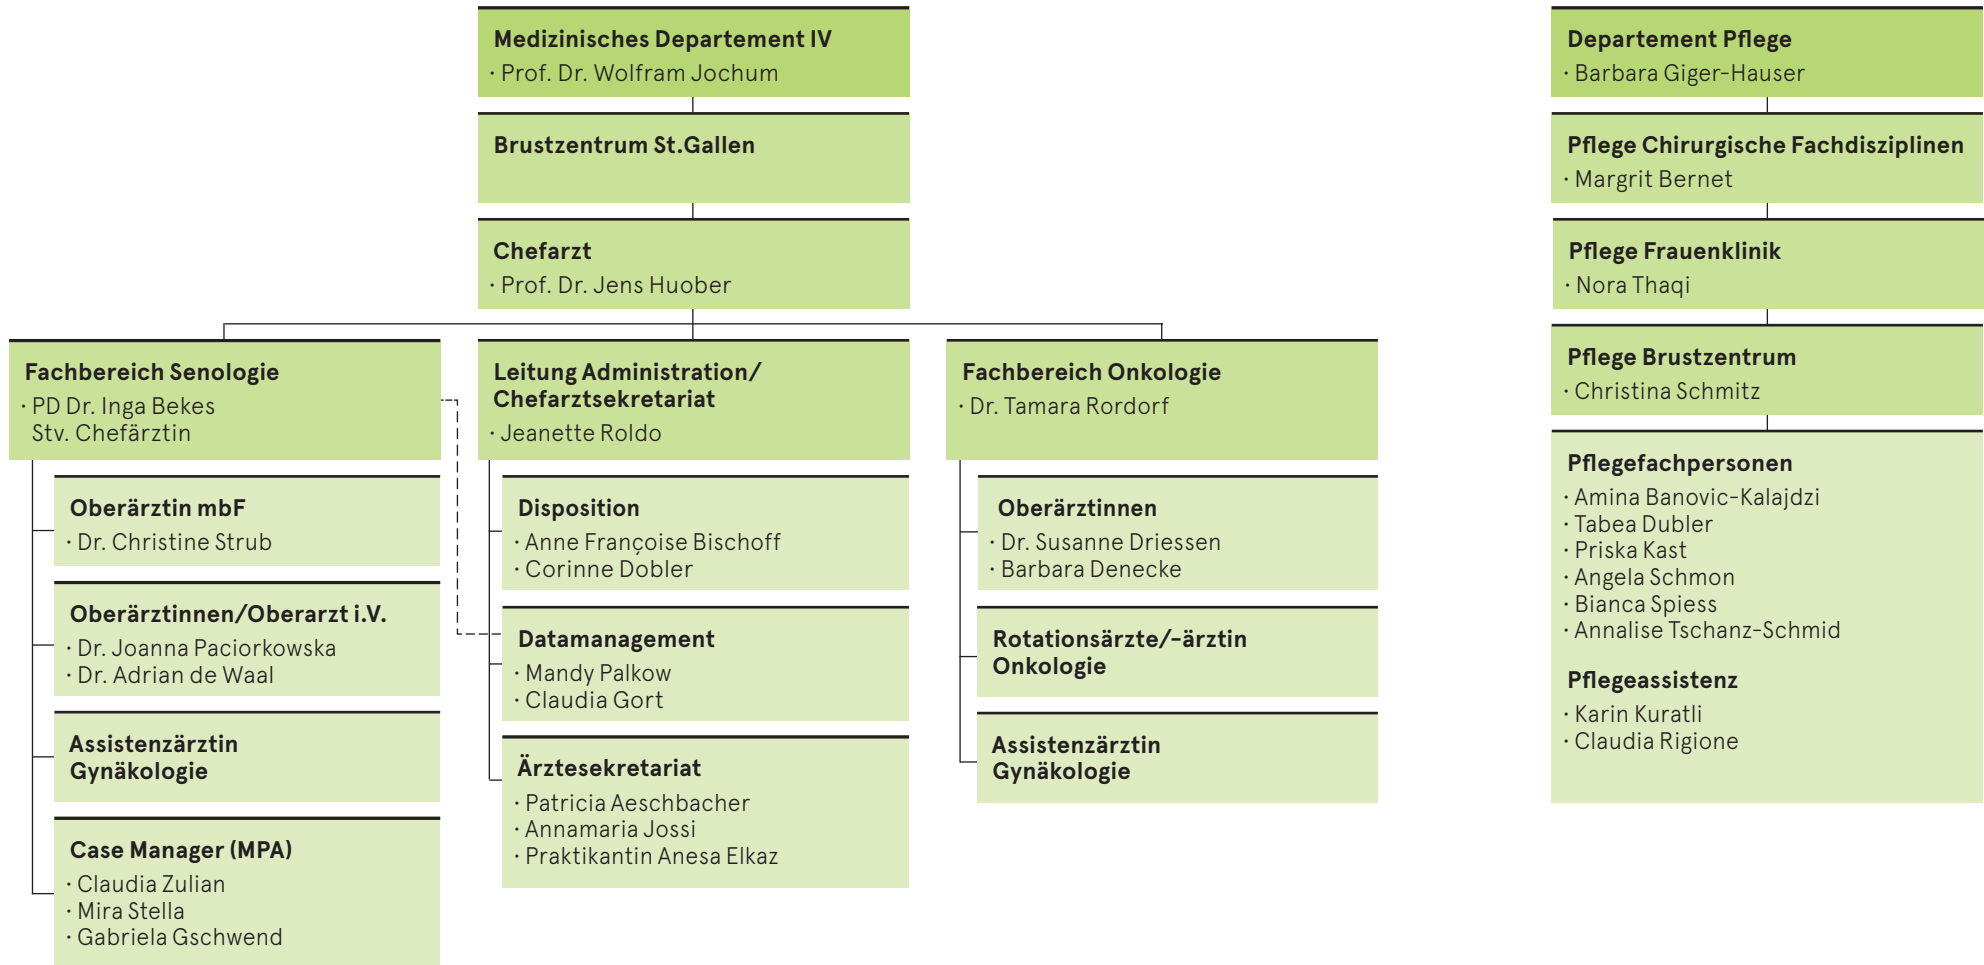 Medizinisches Departement IV
· Prof. Dr. Wolfram Jochum
Brustzentrum St.Gallen
Chefarzt
· Prof. Dr. Jens Huober
Fachbereich Senologie
· PD Dr. Inga Bekes
Stv. Chefärztin
Oberärztin mbF
· Dr. Christine Strub
Oberärztinnen/Oberarzt i.V.
· Dr. Joanna Paciorkowska
· Dr. Adrian de Waal
Assistenzärztin
Gynäkologie
Case Manager (MPA)
· Claudia Zulian
· Mira Stella
· Gabriela Gschwend
Leitung Administration/
Chefarztsekretariat
· Jeanette Roldo
Disposition
· Anne Françoise Bischoff
· Corinne Dobler
Datamanagement
· Mandy Palkow
· Claudia Gort
Ärztesekretariat
· Patricia Aeschbacher
· Annamaria Jossi
· Praktikantin Anesa Elkaz
Fachbereich Onkologie
· Dr. Tamara Rordorf
Oberärztinnen
· Dr. Susanne Driessen
· Barbara Denecke
Rotationsärzte/-ärztin
Onkologie
Assistenzärztin
Gynäkologie
Departement Pflege
· Barbara Giger-Hauser
Pflege Chirurgische Fachdisziplinen
· Margrit Bernet
Pflege Frauenklinik
· Nora Thaqi
Pflege Brustzentrum
· Christina Schmitz
Pflegefachpersonen
· Amina Banovic-Kalajdzi
· Tabea Dubler
· Priska Kast
· Angela Schmon
· Bianca Spiess
· Annalise Tschanz-Schmid
Pflegeassistenz
· Karin Kuratli
· Claudia Rigione